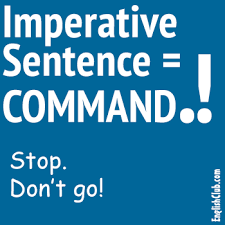 Imperative
Sentence =
COMMAND.!
Stop.
Don't go!
EnglishClub.com